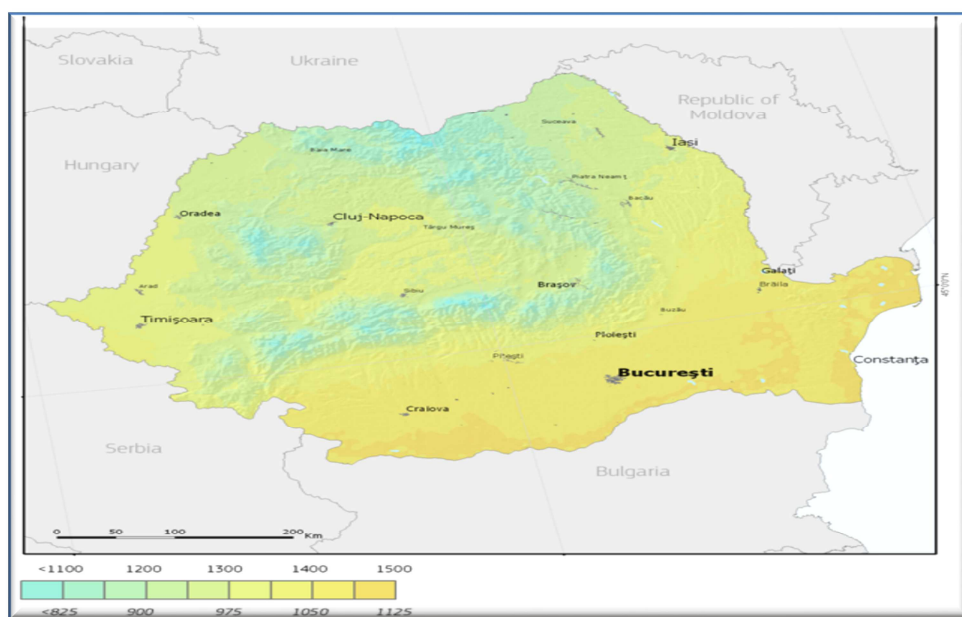 Slovakia
Ukraine
Republic of
Moldova
Suceava
Iaşi
Baia Mare
Hungary
Piatra Neamţ
Bacău
Oradea
Cluj-Napoca
Târgu Mureş
Galaţi
Brăila
Arad
Sibiu
Braşov
45°00'N
Timişoara
Buzău
Ploieşti
Piteşti
Constanţa
Bucureşti
Craiova
Serbia
Bulgaria
0 50 100 200 Km
<1100 1200 1300 1400 1500
<825 900 975 1050 1125